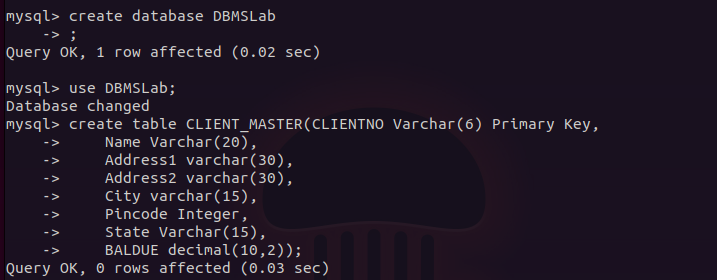 mysql> create database DBMSLab
    -> ;
Query OK, 1 row affected (0.02 sec)

mysql> use DBMSLab;
Database changed
mysql> create table CLIENT_MASTER(CLIENTNO Varchar(6) Primary Key,
    ->     Name Varchar(20),
    ->     Address1 varchar(30),
    ->     Address2 varchar(30),
    ->     City varchar(15),
    ->     Pincode Integer,
    ->     State Varchar(15),
    ->     BALDUE decimal(10,2));
Query OK, 0 rows affected (0.03 sec)